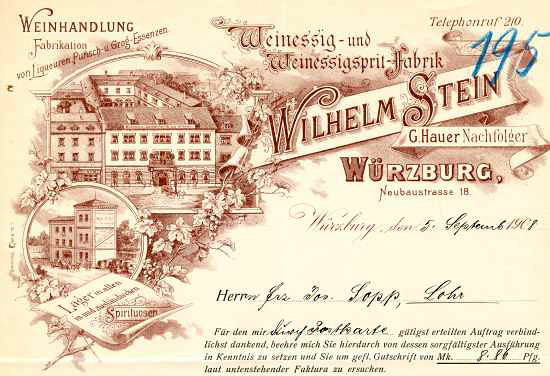 WEINHANDLUNG
Fabrikation
von Liqueuren Punsch- u. Grog-Essenzen.
Telephonruf 210.
195
Weinessig- und
Weinessigsprit-Fabrik
WILHELM STEIN
G. Hauer Nachfolger
WÜRZBURG,
Neubaustrasse 18.
Würzburg, den 5. Septemb 1908
Lager in allen
in und ausländischen
Spirituosen
Herrn Frz. Jos. Sopp, Lohr
Für den mir durch Postkarte gütigst erteilten Auftrag verbind-
lichst dankend, beehre mich Sie hierdurch von dessen sorgfältigster Ausführung
in Kenntnis zu setzen und Sie um gefl. Gutschrift von Mk. 8.86 Pfg.
laut untenstehender Faktura zu ersuchen.